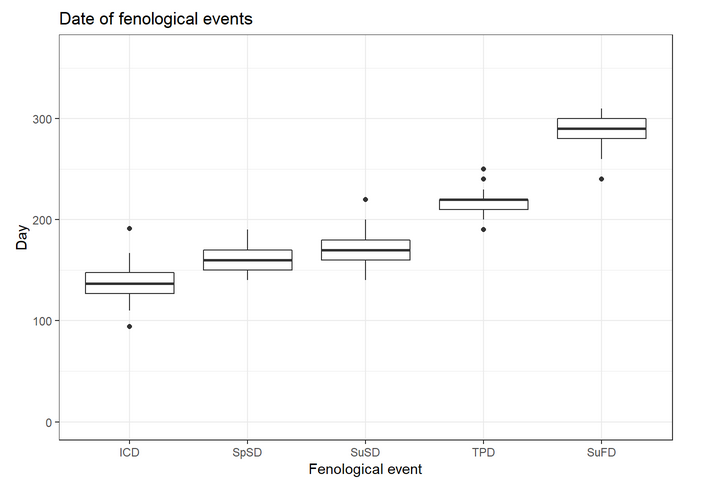 Date of fenological events
300
200
100
0
Day
ICD
SpSD
SuSD
TPD
SuFD
Fenological event